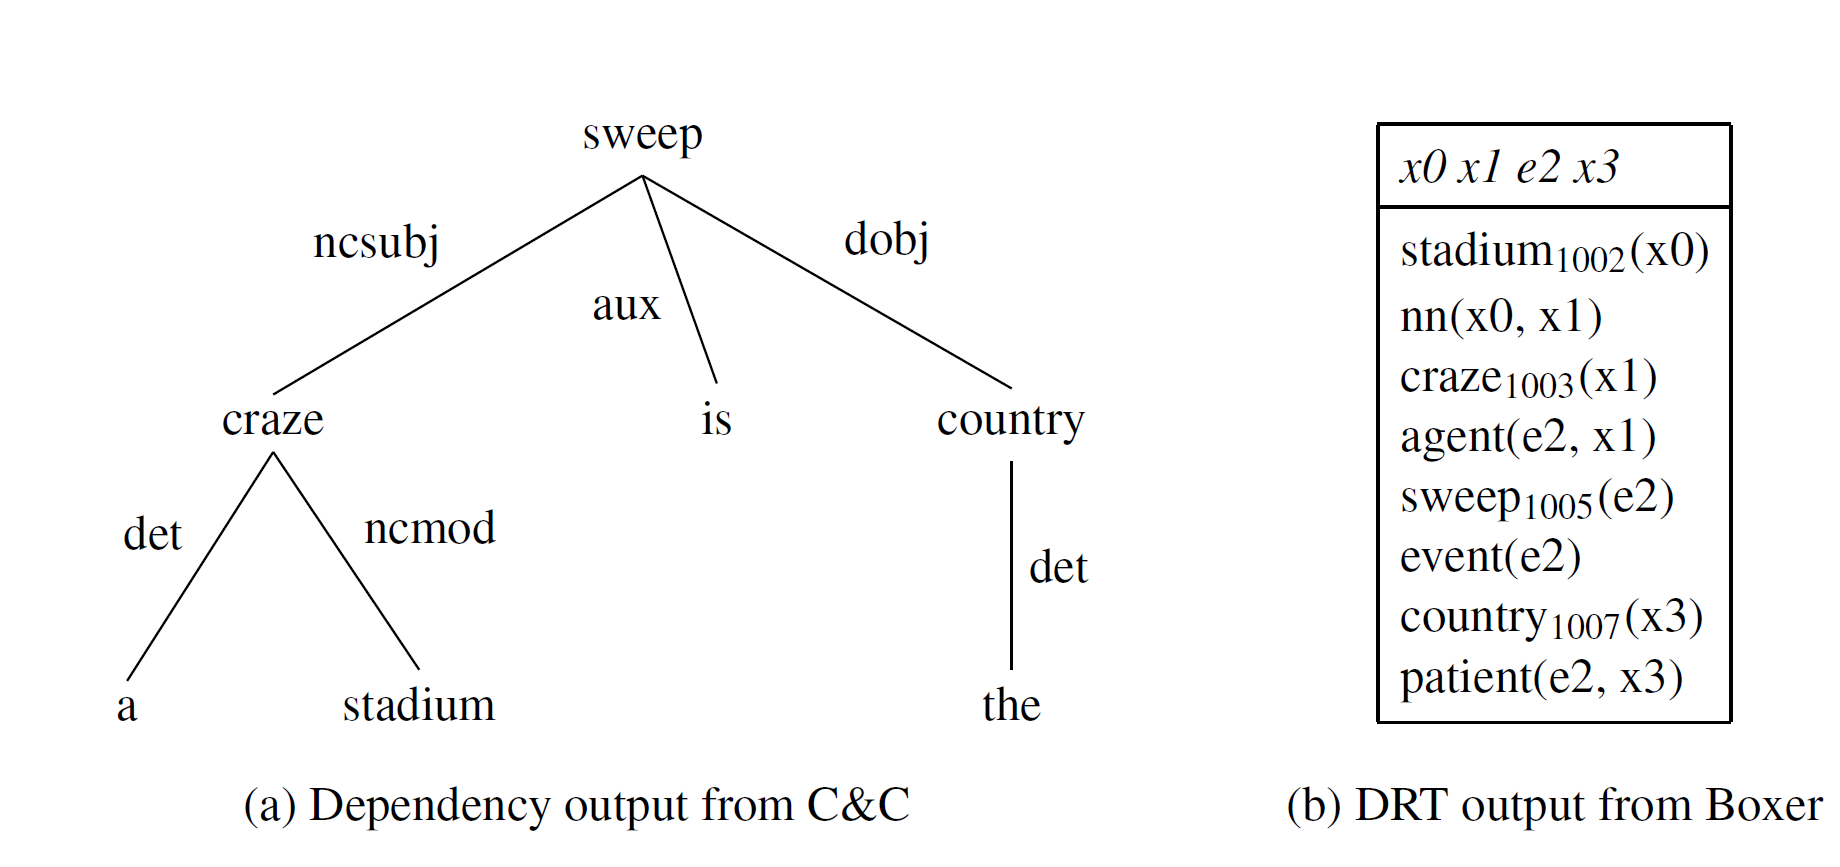 sweep
ncsubj
aux
dobj
craze
is
country
det
ncmod
det
a
stadium
the
(a) Dependency output from C&C
x0 x1 e2 x3
stadium1002(x0)
nn(x0, x1)
craze1003(x1)
agent(e2, x1)
sweep1005(e2)
event(e2)
country1007(x3)
patient(e2, x3)
(b) DRT output from Boxer